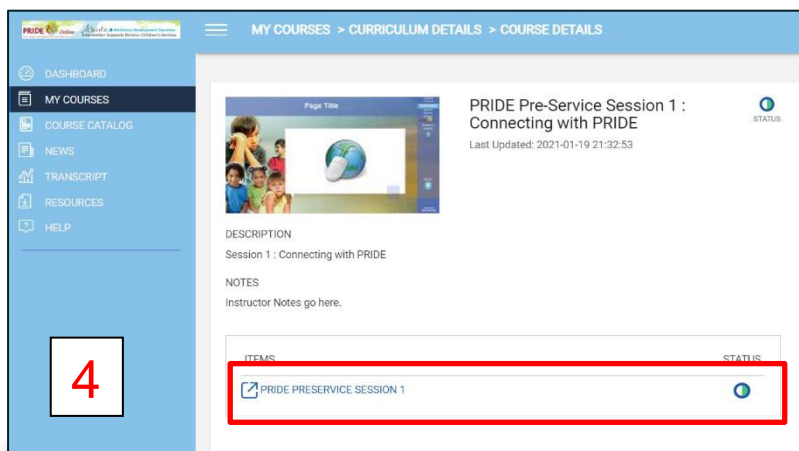 PRIDE Online
MY COURSES > CURRICULUM DETAILS > COURSE DETAILS
DASHBOARD
MY COURSES
COURSE CATALOG
NEWS
TRANSCRIPT
RESOURCES
HELP
Page Title
PRIDE Pre-Service Session 1 :
Connecting with PRIDE
STATUS
Last Updated: 2021-01-19 21:32:53
DESCRIPTION
Session 1 : Connecting with PRIDE
NOTES
Instructor Notes go here.
ITEMS STATUS
PRIDE PRESERVICE SESSION 1
4